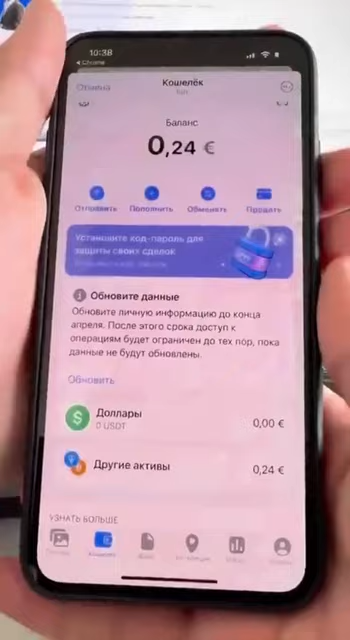 10:38
Chrome
Отмена
Кошелёк
Баланс
0,24 €
Отправить
Пополнить
Обменять
Продать
Установите код-пароль для
защиты своих сделок
Обновите данные
Обновите личную информацию до конца
апреля. После этого срока доступ к
операциям будет ограничен до тех пор, пока
данные не будут обновлены.
Обновить
Доллары
0,00 €
0 USDT
Другие активы
0,24 €
УЗНАТЬ БОЛЬШЕ
Кошелёк